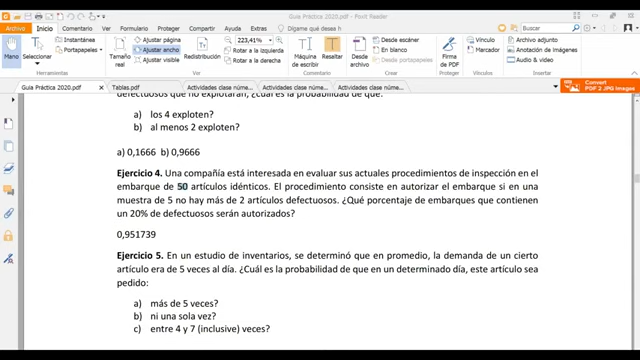 Guía Práctica 2020.pdf - Foxit Reader
Archivo Inicio Comentario Ver Formulario Proteger Compartir Ayuda Extras Dígame qué desea h Buscar
Mano
Seleccionar
Instantánea
Portapapeles
Tamaño real
Ajustar página
Ajustar ancho
Ajustar visible
223,41%
Redistribución
Rotar a la izquierda
Rotar a la derecha
Máquina de escribir
Resaltar
Desde archivo
Desde escáner
En blanco
Desde portapapeles
Firma de PDF
Vínculo
Marcador
Archivo adjunto
Anotación de imágenes
Audio & vídeo
Herramientas Ver Comentario Crear Proteger Vínculos Insertar
Guía Práctica 2020.pdf Tablas.pdf Actividades clase núme... Actividades clase núme... Actividades clase núme...
Convert
PDF 2 JPG Images
defectuosos que no explotarán, ¿cuál es la probabilidad de que:
a) los 4 exploten?
b) al menos 2 exploten?
a) 0,1666 b) 0,9666
Ejercicio 4. Una compañía está interesada en evaluar sus actuales procedimientos de inspección en el
embarque de 50 artículos idénticos. El procedimiento consiste en autorizar el embarque si en una
muestra de 5 no hay más de 2 artículos defectuosos. ¿Qué porcentaje de embarques que contienen
un 20% de defectuosos serán autorizados?
0,951739
Ejercicio 5. En un estudio de inventarios, se determinó que en promedio, la demanda de un cierto
artículo era de 5 veces al día. ¿Cuál es la probabilidad de que en un determinado día, este artículo sea
pedido:
a) más de 5 veces?
b) ni una sola vez?
c) entre 4 y 7 (inclusive) veces?